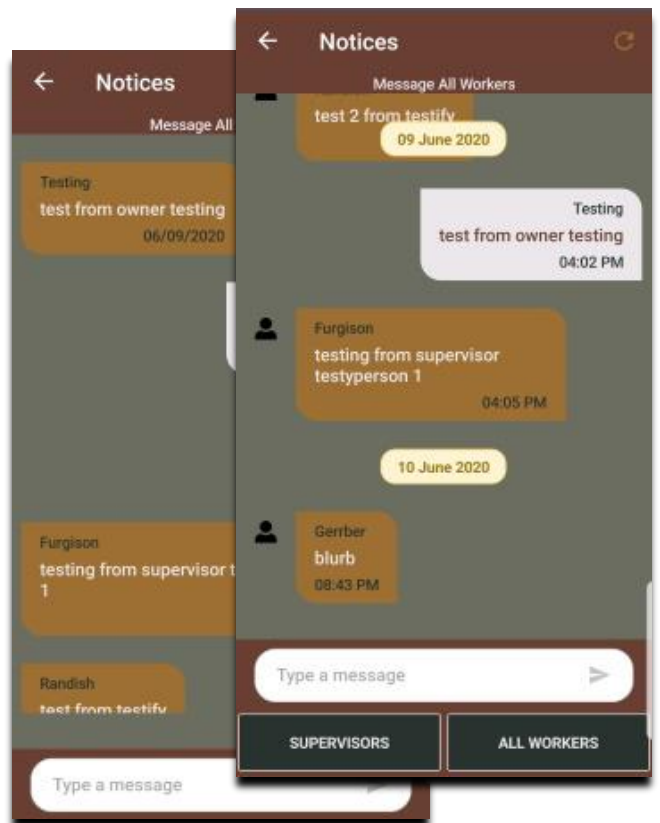 Notices
Message All
Testing
test from owner testing
06/09/2020
Furgison
testing from supervisor t
1
Randish
test from testify
Type a message
Notices
Message All Workers
test 2 from testify
09 June 2020
Testing
test from owner testing
04:02 PM
Furgison
testing from supervisor
testyperson 1
04:05 PM
10 June 2020
Gerrber
blurb
08:43 PM
Type a message
SUPERVISORS
ALL WORKERS